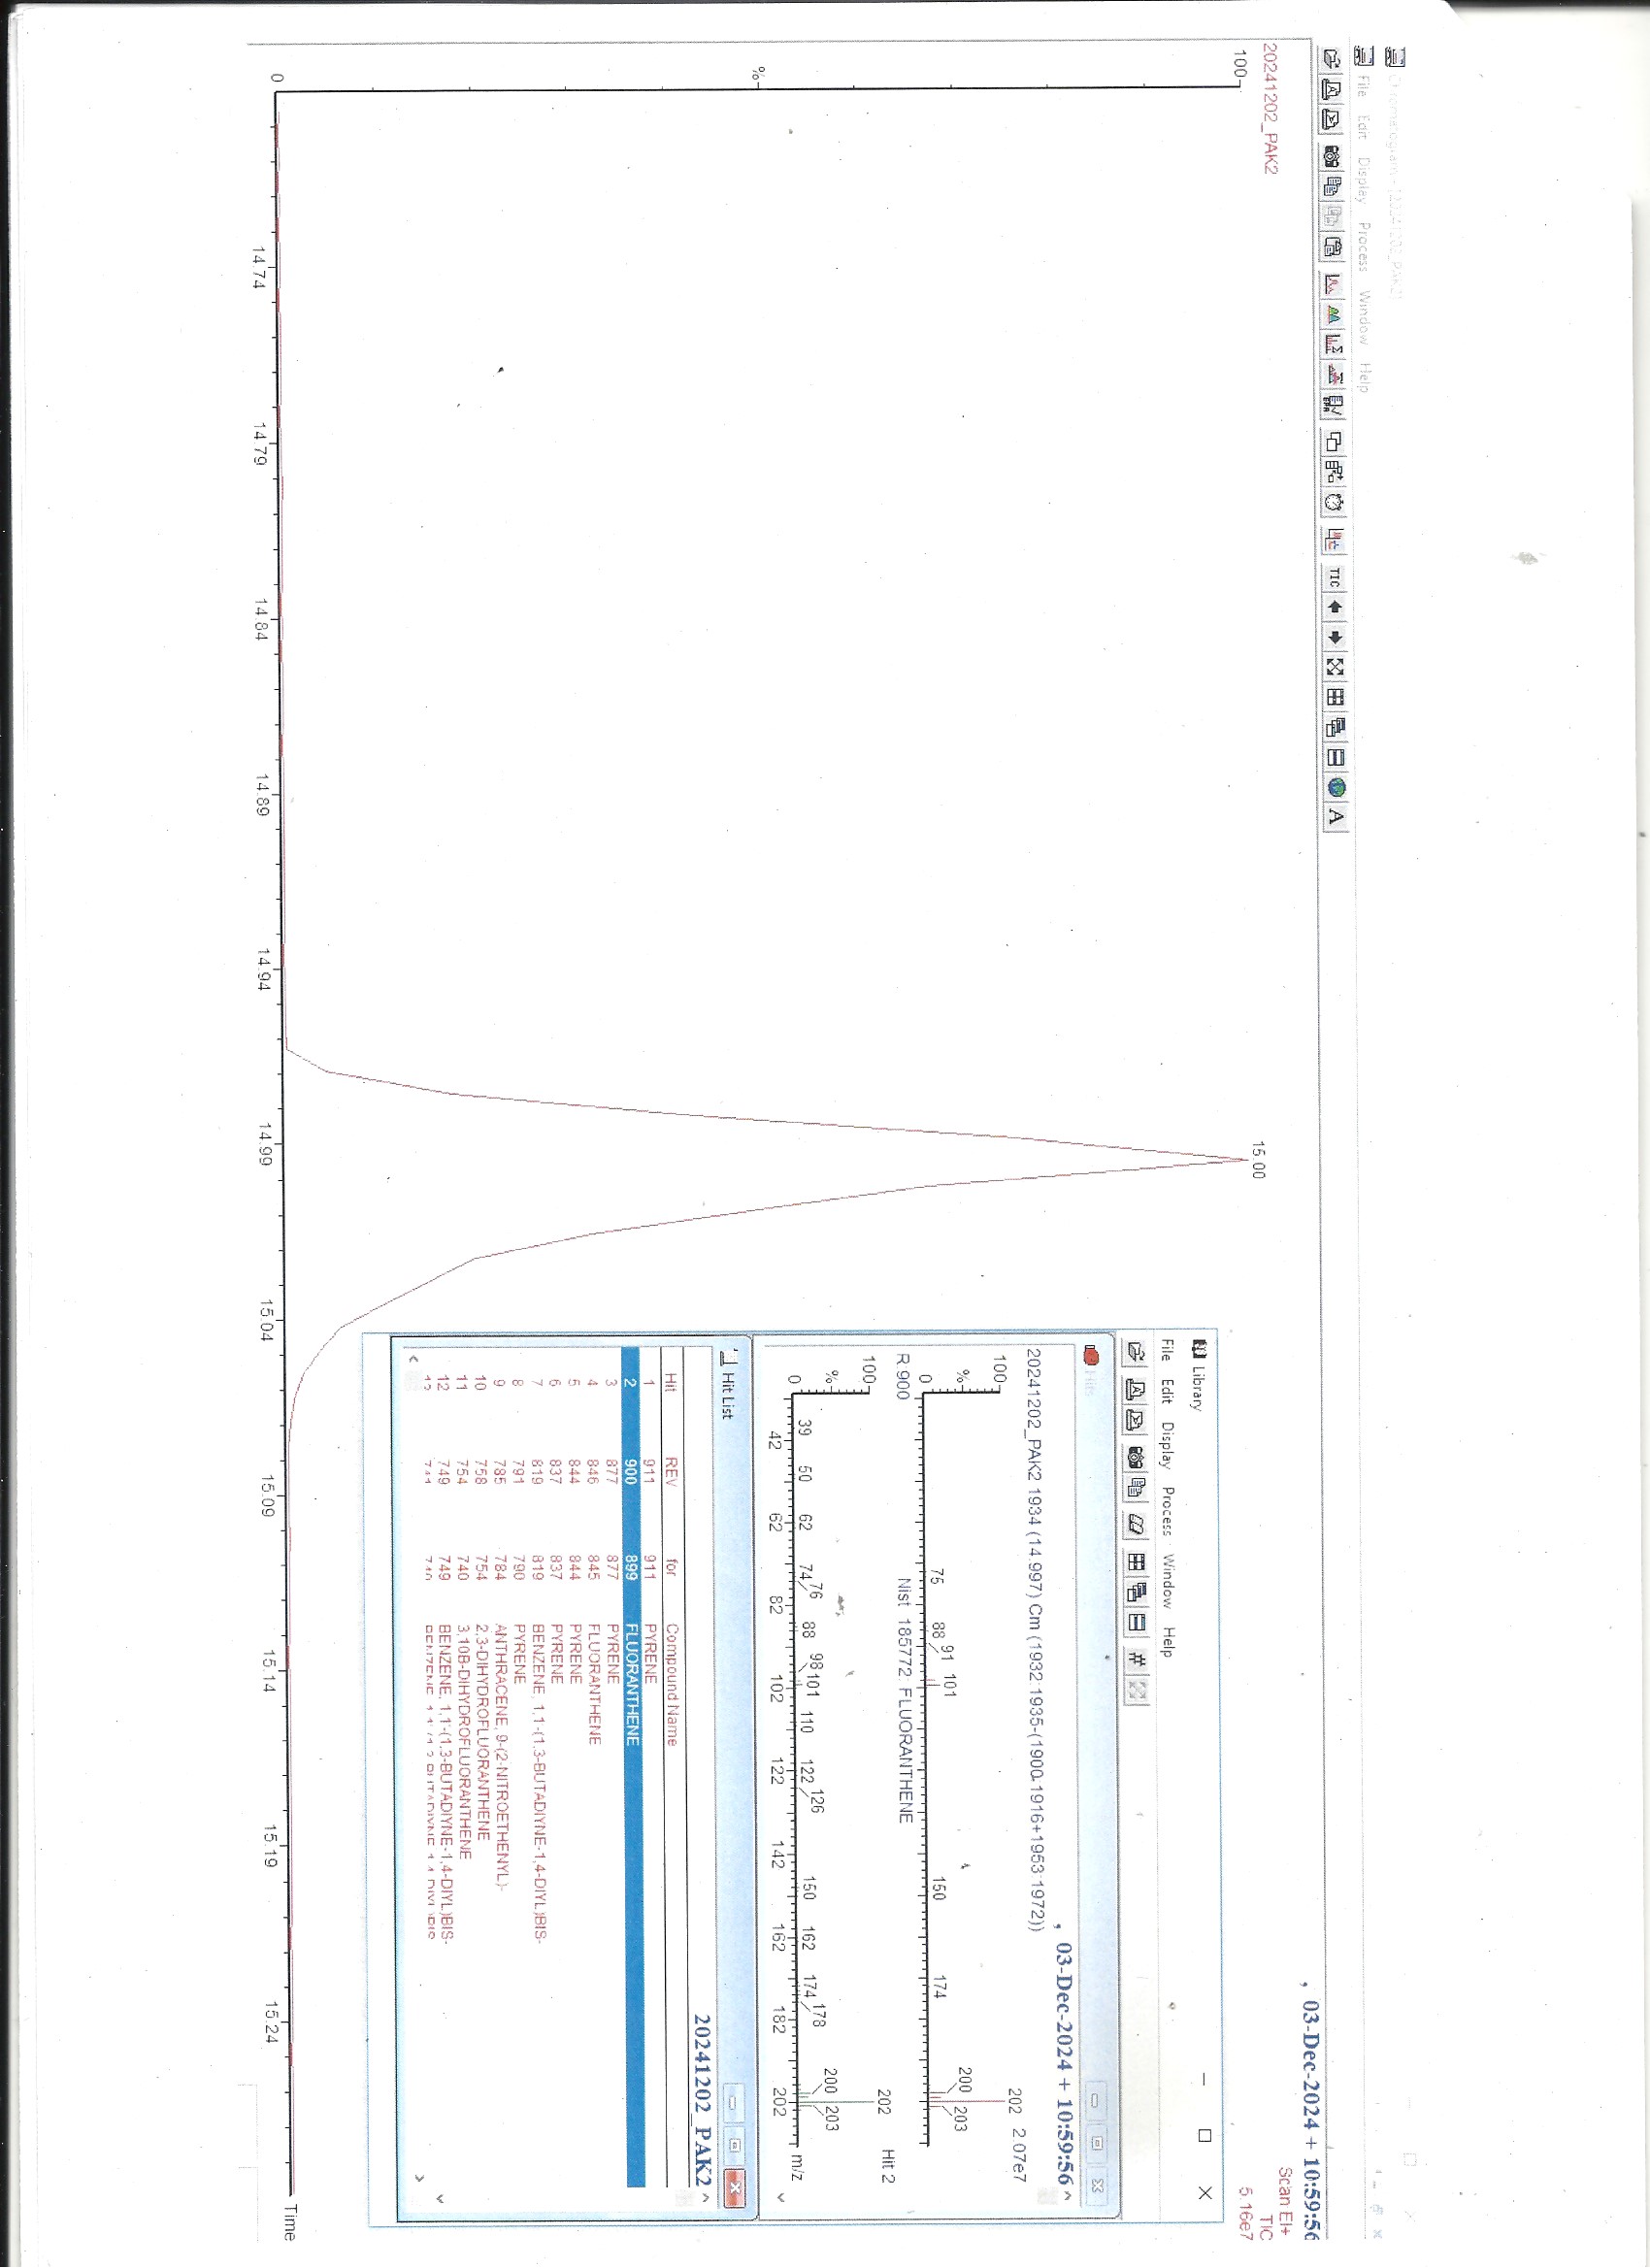 Chromatogram - [20241202_PAK2]
File Edit Display Process Window Help
TIC A
, 03-Dec-2024 + 10:59:56
20241202_PAK2
Scan EI+
TIC
5.16e7
100
%
0
15.00
14.74 14.79 14.84 14.89 14.94 14.99 15.04 15.09 15.14 15.19 15.24
Time
Library
File Edit Display Process Window Help
#
, 03-Dec-2024 + 10:59:56
20241202_PAK2 1934 (14.997) Cm (1932:1935-(1900:1916+1953:1972))
202 2.07e7
100
%
0
75 88 91 101 150 174 200 203
R 900 Nist 185772: FLUORANTHENE
Hit 2
202
100
%
0
39 50 62 74 76 88 98 101 110 122 126 150 162 174 178 200 203
42 62 82 102 122 142 162 182 202
m/z
Hit List
20241202_PAK2
Hit REV for Compound Name
1 911 911 PYRENE
2 900 899 FLUORANTHENE
3 877 877 PYRENE
4 846 845 FLUORANTHENE
5 844 844 PYRENE
6 837 837 PYRENE
7 819 819 BENZENE, 1,1-(1,3-BUTADIYNE-1,4-DIYL)BIS-
8 791 790 PYRENE
9 785 784 ANTHRACENE, 9-(2-NITROETHENYL)-
10 758 754 2,3-DIHYDROFLUORANTHENE
11 754 740 3,10B-DIHYDROFLUORANTHENE
12 749 749 BENZENE, 1,1'-(1,3-BUTADIYNE-1,4-DIYL)BIS-